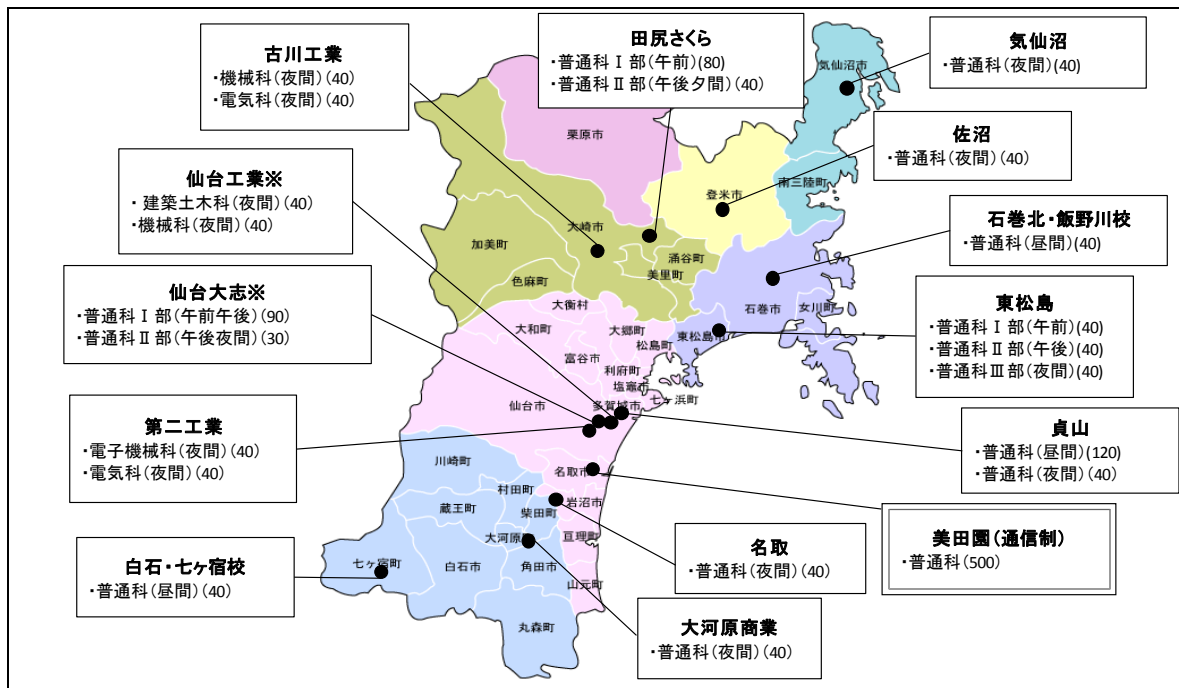 古川工業
・機械科(夜間)(40)
・電気科(夜間)(40)
田尻さくら
・普通科Ⅰ部(午前)(80)
・普通科Ⅱ部(午後夕間)(40)
気仙沼
・普通科(夜間)(40)
佐沼
・普通科(夜間)(40)
仙台工業※
・ 建築土木科(夜間)(40)
・機械科(夜間)(40)
石巻北・飯野川校
・普通科(昼間)(40)
仙台大志※
・普通科Ⅰ部(午前午後)(90)
・普通科Ⅱ部(午後夜間)(30)
東松島
・普通科Ⅰ部(午前)(40)
・普通科Ⅱ部(午後)(40)
・普通科Ⅲ部(夜間)(40)
第二工業
・電子機械科(夜間)(40)
・電気科(夜間)(40)
貞山
・普通科(昼間)(120)
・普通科(夜間)(40)
美田園(通信制)
・普通科(500)
名取
・普通科(夜間)(40)
白石・七ヶ宿校
・普通科(昼間)(40)
大河原商業
・普通科(夜間)(40)
気仙沼市
栗原市
南三陸町
登米市
大崎市
加美町
涌谷町
美里町
色麻町
石巻市
女川町
大衡村
大和町
大郷町
松島町
東松島市
富谷市
利府町
塩竈市
七ヶ浜町
仙台市
多賀城市
川崎町
名取市
村田町
岩沼市
蔵王町
柴田町
大河原
亘理町
七ヶ宿町
白石市
角田市
山元町
丸森町